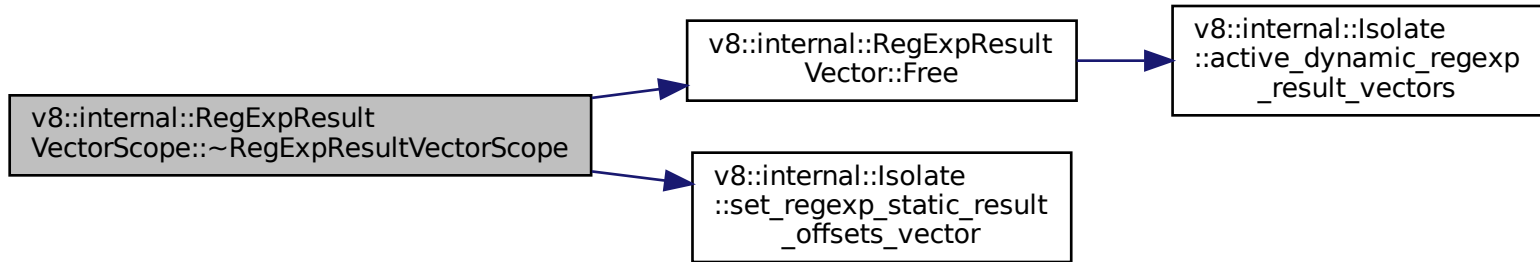 v8::internal::RegExpResult
VectorScope::~RegExpResultVectorScope
v8::internal::RegExpResult
Vector::Free
v8::internal::Isolate
::active_dynamic_regexp
_result_vectors
v8::internal::Isolate
::set_regexp_static_result
_offsets_vector